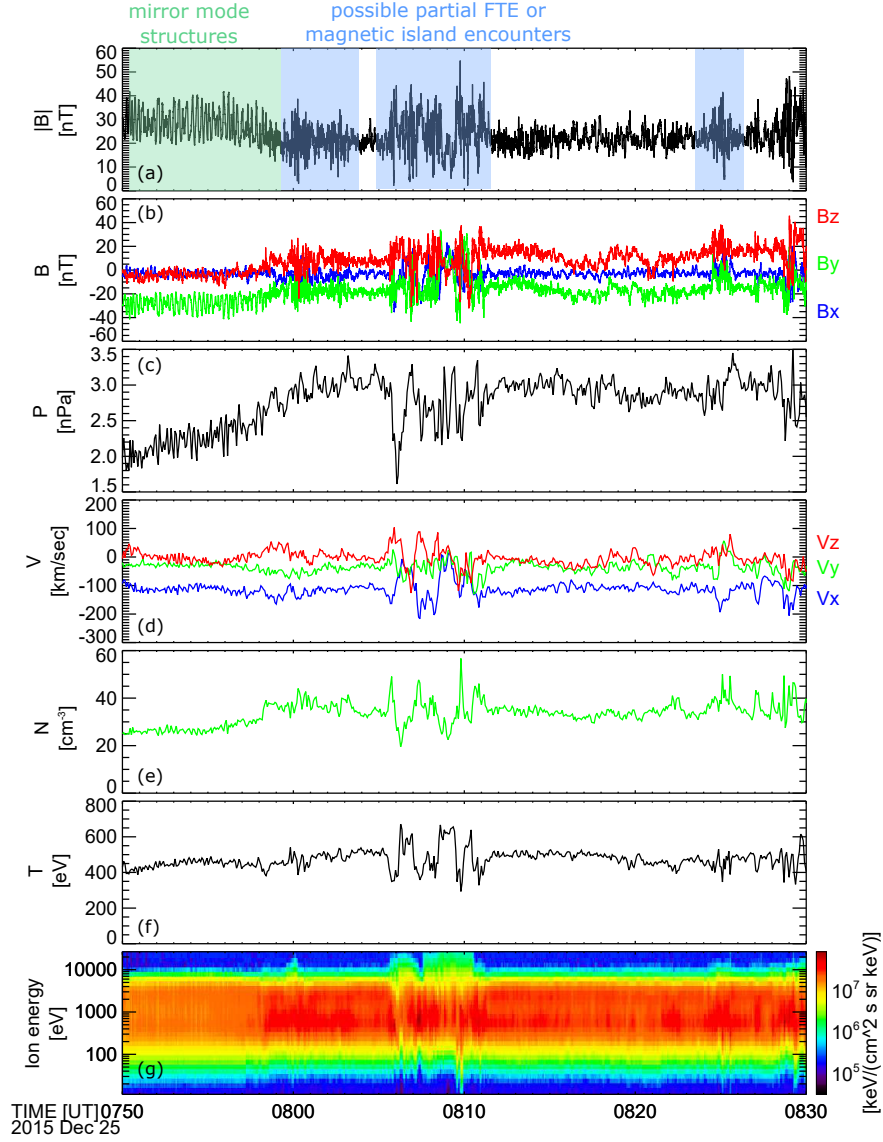 mirror mode
structures
possible partial FTE or
magnetic island encounters
60
50
40
30
20
10
0
|B|
[nT]
(a)
60
40
20
0
-20
-40
-60
B
[nT]
(b)
Bz
By
Bx
3.5
3.0
2.5
2.0
1.5
P
[nPa]
(c)
200
100
0
-100
-200
-300
V
[km/sec]
(d)
Vz
Vy
Vx
60
40
20
0
N
[cm⁻³]
(e)
800
600
400
200
0
T
[eV]
(f)
10000
1000
100
Ion energy
[eV]
(g)
10⁷
10⁶
10⁵
[keV/(cm^2 s sr keV)]
TIME [UT]0750
0800
0810
0820
0830
2015 Dec 25